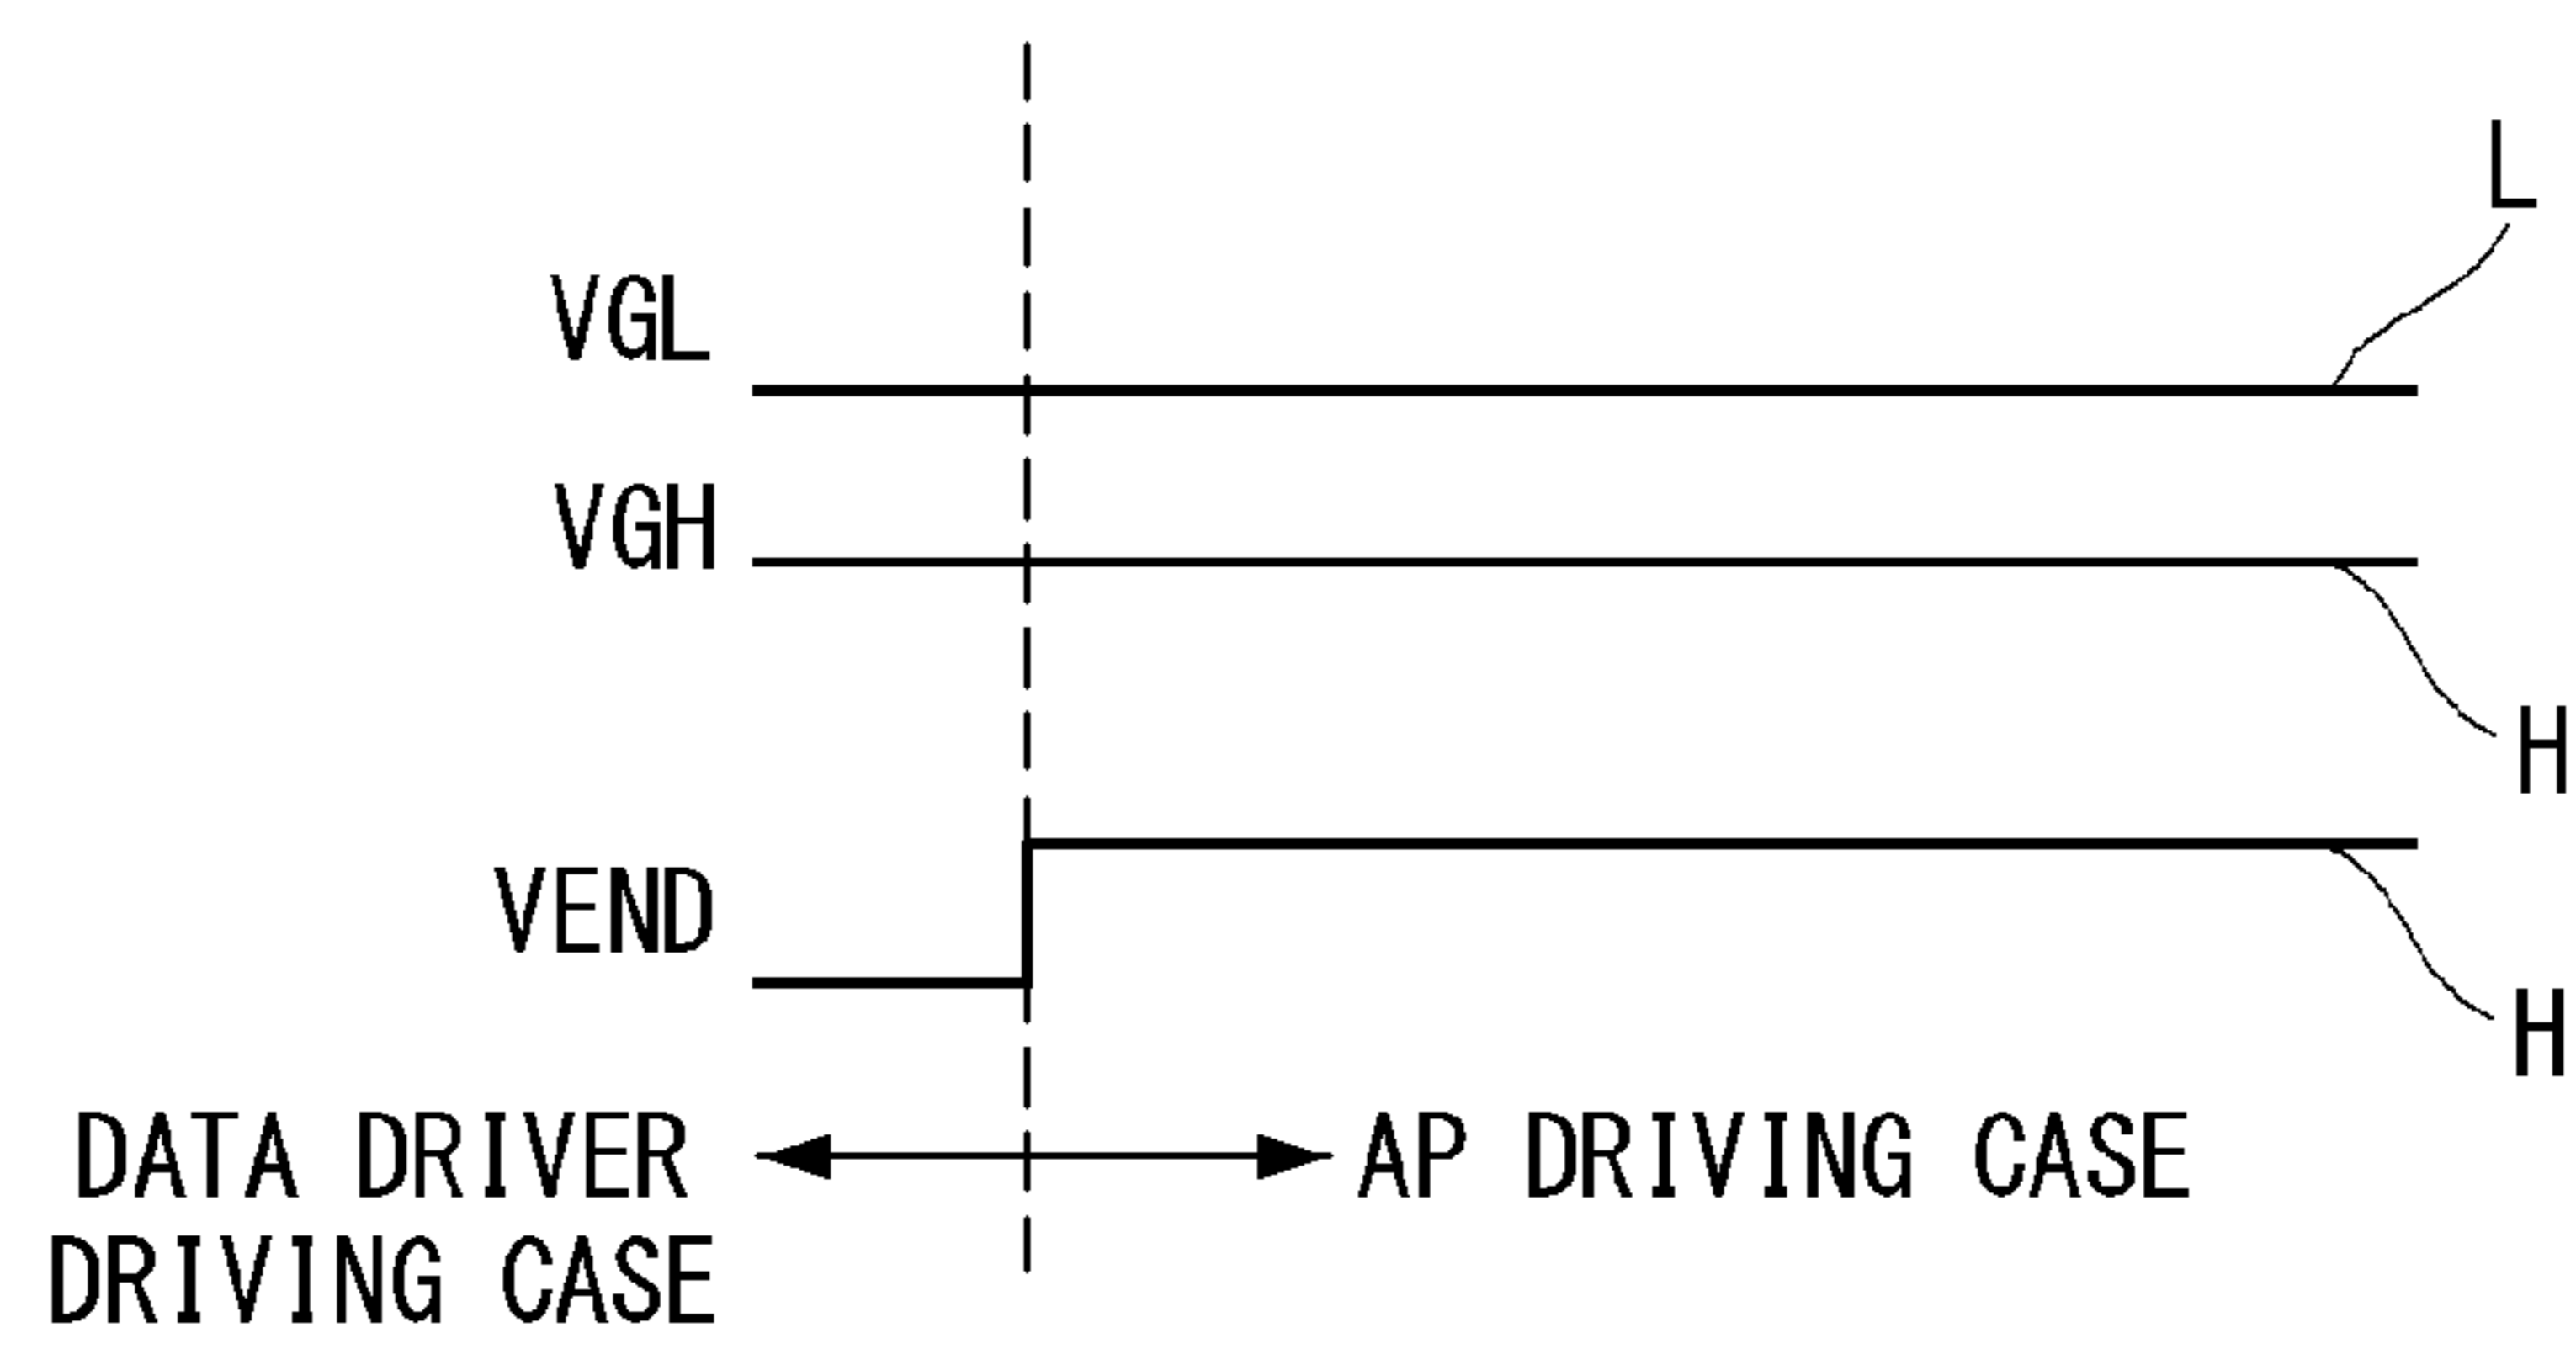 L
VGL
VGH
H
VEND
H
DATA DRIVER
DRIVING CASE
AP DRIVING CASE